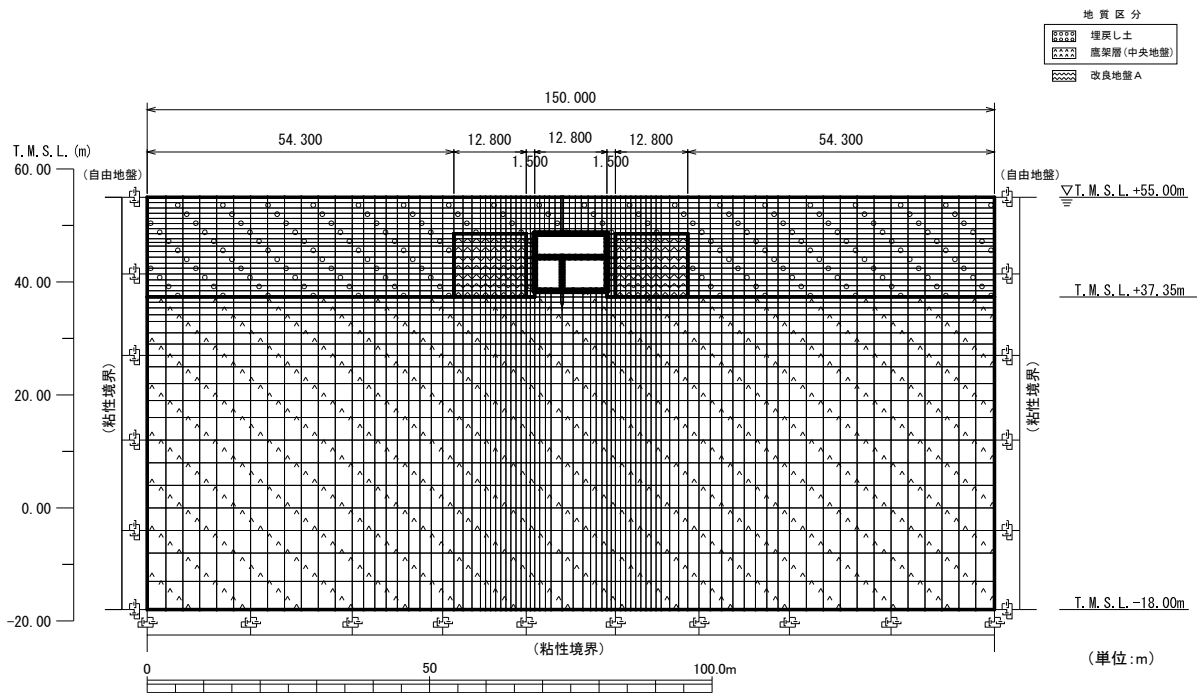 地質区分
埋戻し土
鷹架層(中央地盤)
改良地盤A
150.000
54.300
12.800
12.800
12.800
54.300
1.500
1.500
T.M.S.L.(m)
60.00
(自由地盤)
(自由地盤)
▽T.M.S.L.+55.00m
40.00
T.M.S.L.+37.35m
20.00
(粘性境界)
(粘性境界)
0.00
T.M.S.L.-18.00m
-20.00
(粘性境界)
(単位:m)
0
50
100.0m